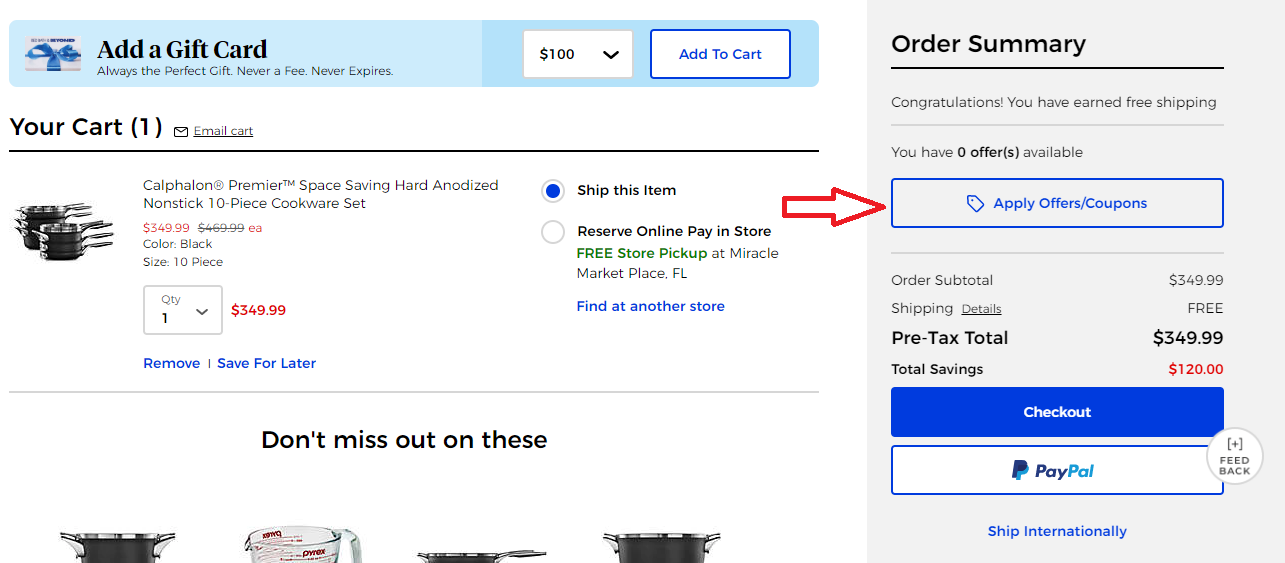 Add a Gift Card
Always the Perfect Gift. Never a Fee. Never Expires.
$100
Add To Cart
Your Cart (1)
Email cart
Calphalon® Premier™ Space Saving Hard Anodized
Nonstick 10-Piece Cookware Set
$349.99 $469.99 ea
Color: Black
Size: 10 Piece
Qty
1
$349.99
Remove | Save For Later
Ship this Item
Reserve Online Pay in Store
FREE Store Pickup at Miracle
Market Place, FL
Find at another store
Don't miss out on these
PYREX
pyrex
Order Summary
Congratulations! You have earned free shipping
You have 0 offer(s) available
Apply Offers/Coupons
Order Subtotal $349.99
Shipping Details FREE
Pre-Tax Total $349.99
Total Savings $120.00
Checkout
PayPal
[+]
FEED
BACK
Ship Internationally